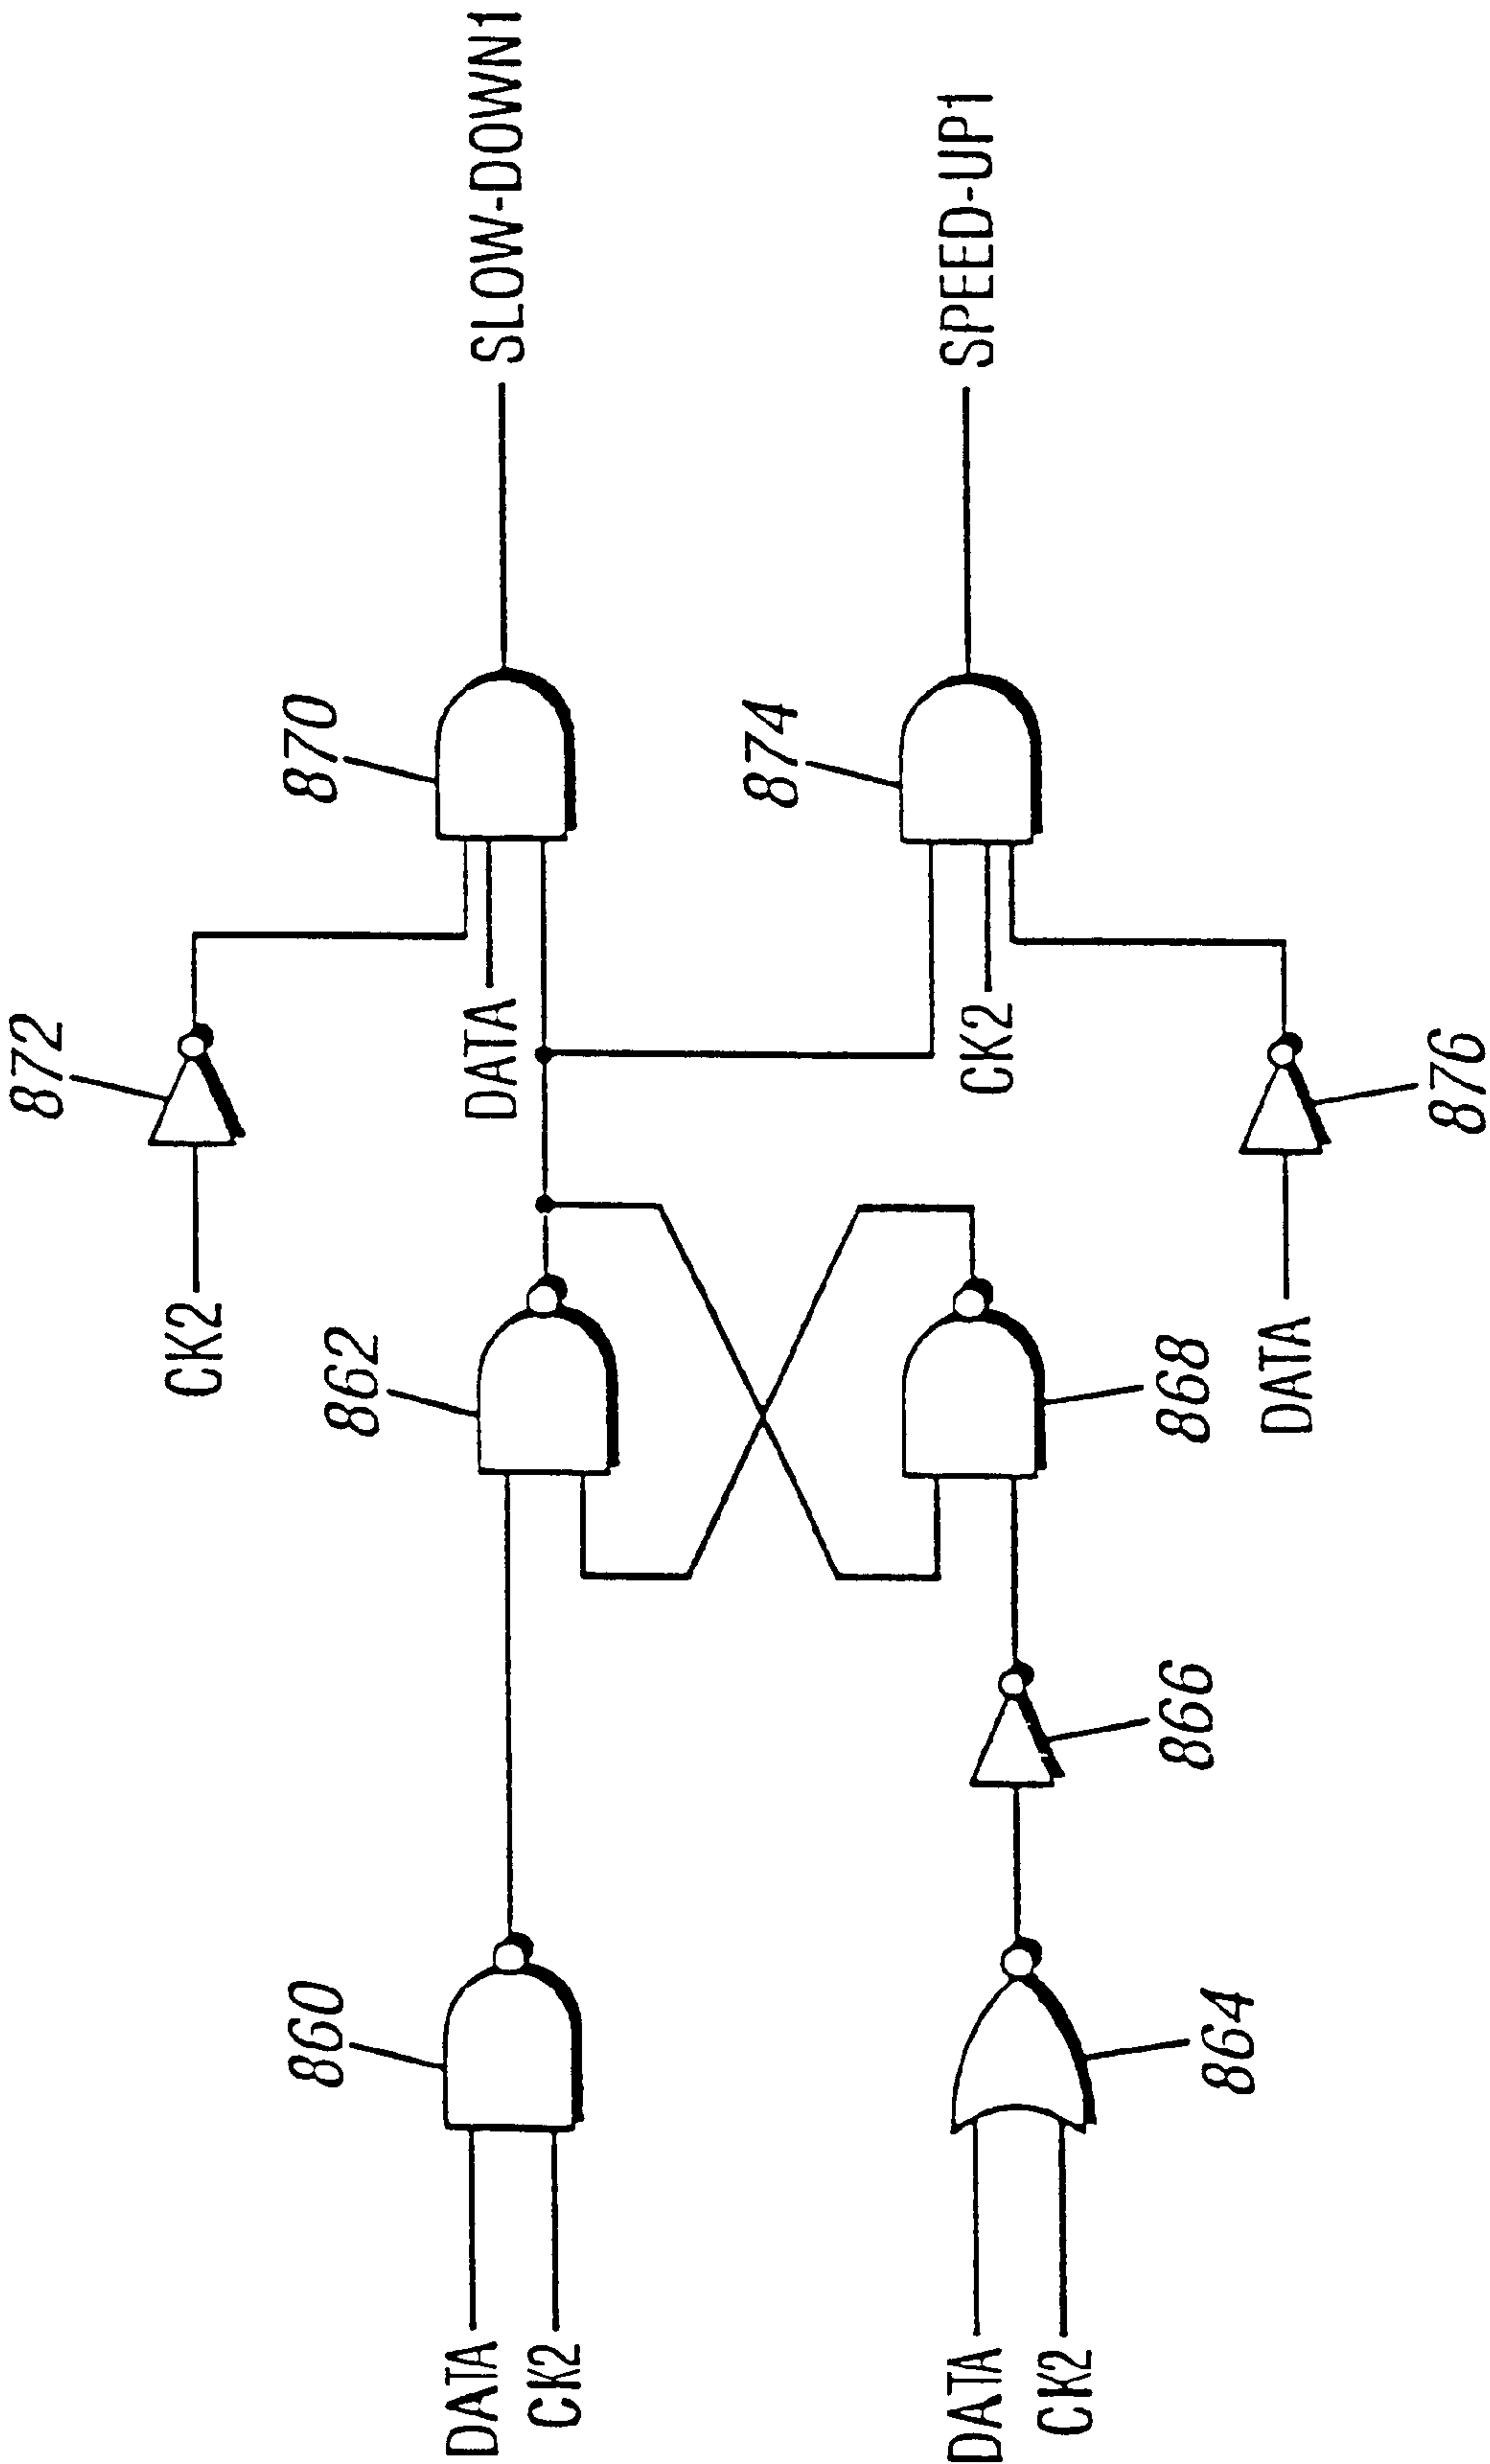 DATA
CK2
860
DATA
CK2
864
866
862
868
CK2
872
DATA
CK2
DATA
876
870
874
SLOW-DOWN1
SPEED-UP1